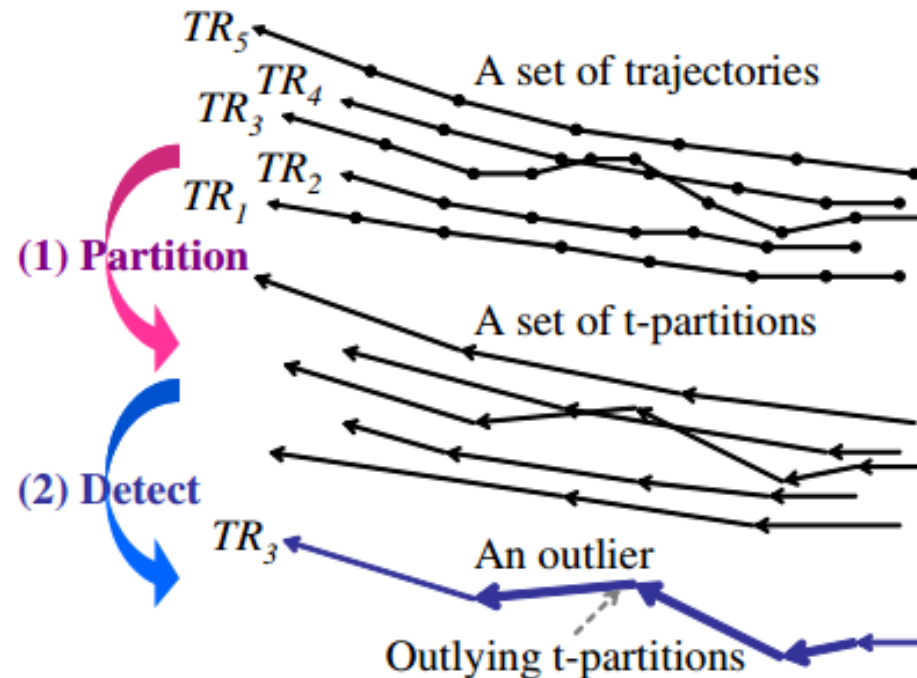 TR5
A set of trajectories
TR4
TR3
TR2
TR1
(1) Partition
A set of t-partitions
(2) Detect
TR3
An outlier
Outlying t-partitions